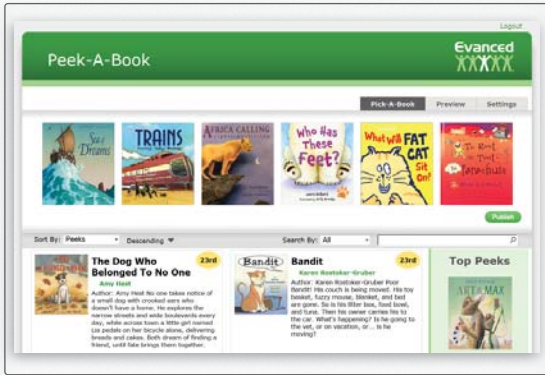 Logout
Peek-A-Book
Evanced
Pick-A-Book Preview Settings
Sea of
Dreams
TRAINS
AFRICA CALLING
Who Has
These
Feet?
What Will FAT
CAT
Sit
On?
To Root
to Toot
Parachute
Publish
Sort By: Peeks Descending
Search By: All
The Dog Who
Belonged To No One
23rd
Amy Hest
Author: Amy Hest No one takes notice of
a small dog with crooked ears who
doesn't have a home. He explores the
narrow streets and wide boulevards every
day, while across town a little girl named
Lia pedals on her bicycle alone, delivering
breads and cakes. Both dream of finding a
friend, until fate brings them together.
Bandit
Bandit
23rd
Karen Rostoker-Gruber
Author: Karen Rostoker-Gruber Poor
Bandit! His couch is being moved. His toy
basket, fuzzy mouse, blanket, and bed
are gone. So is his litter box, food bowl,
and tuna. Then his owner carries his to
the car. What's happening? Is he going to
the vet, or on vacation, or... is he
moving?
Top Peeks
ART & MAX